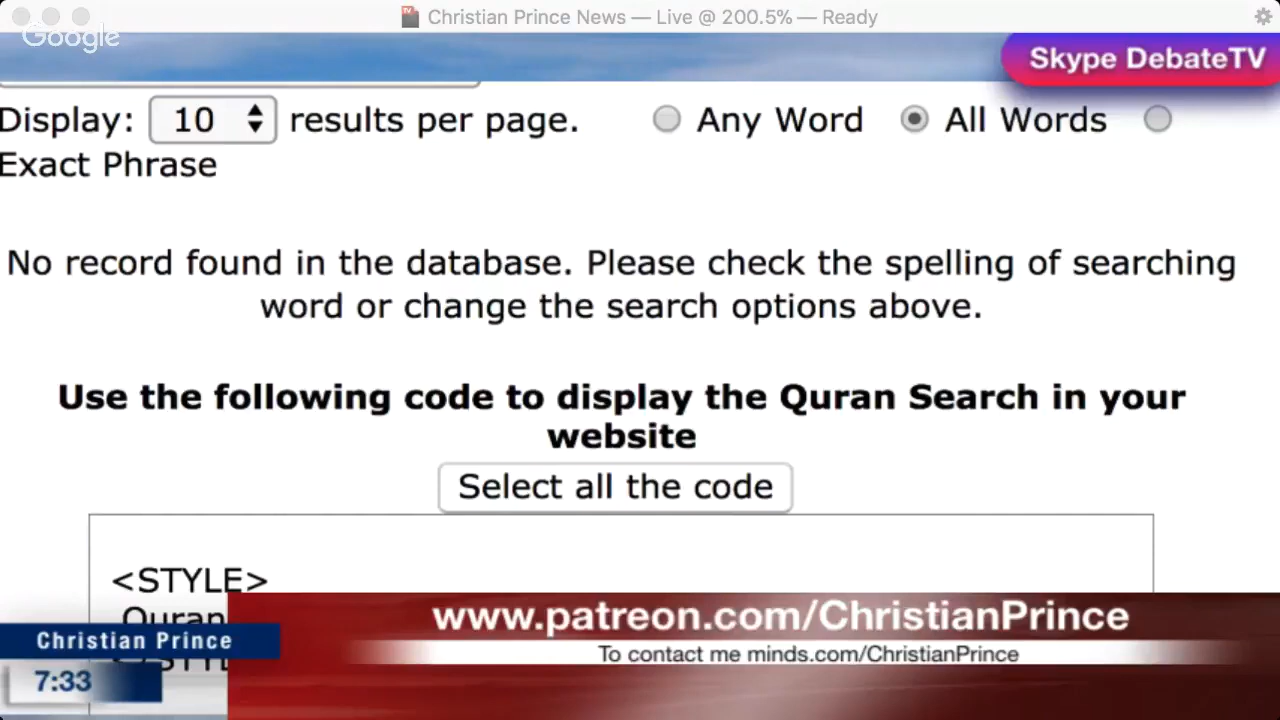 Christian Prince News — Live @ 200.5% — Ready
Google
Skype DebateTV
Display: 10 results per page. Any Word All Words
Exact Phrase
No record found in the database. Please check the spelling of searching
word or change the search options above.
Use the following code to display the Quran Search in your
website
Select all the code
<STYLE>
Quran
www.patreon.com/ChristianPrince
Christian Prince
To contact me minds.com/ChristianPrince
7:33